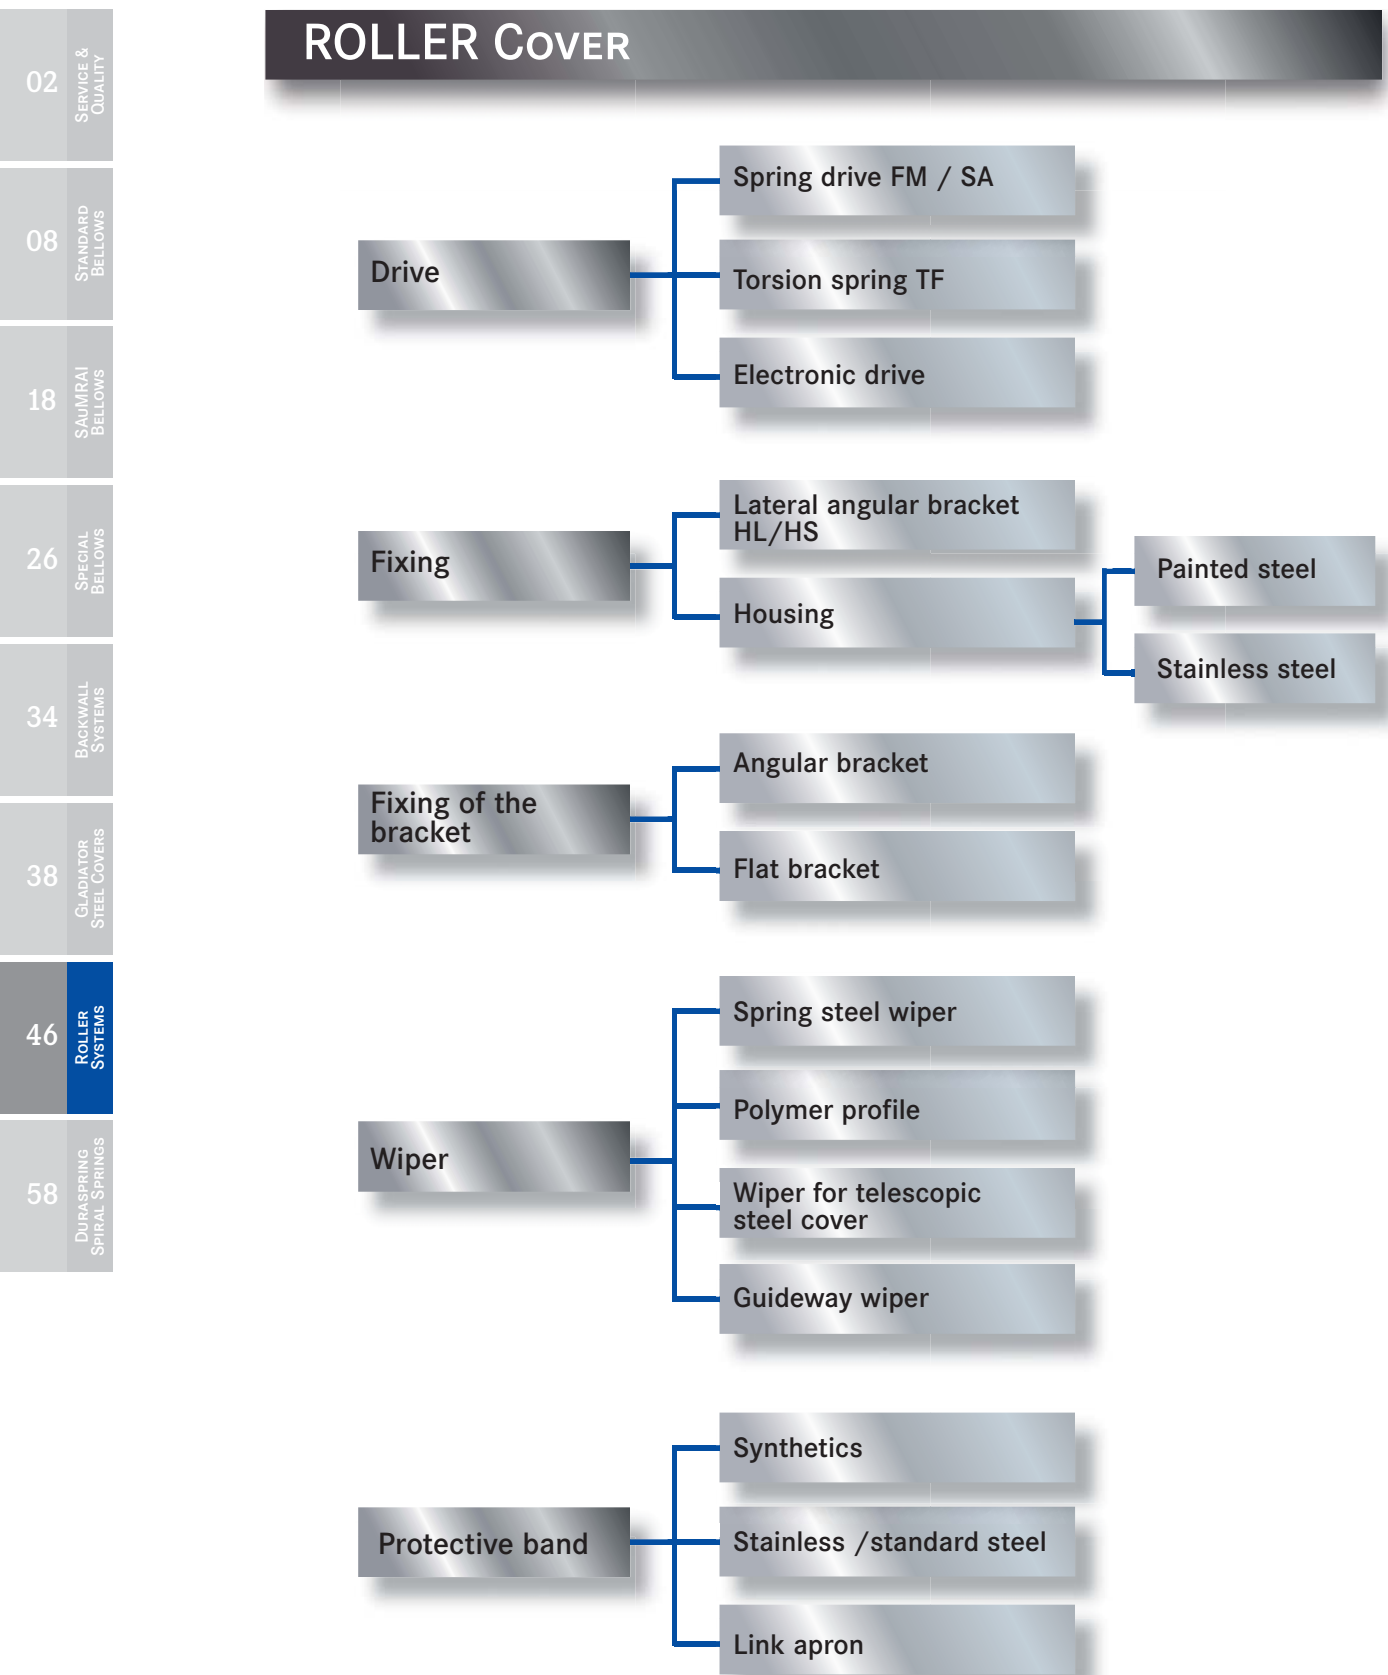 ROLLER COVER
02
SERVICE &
QUALITY
08
STANDARD
BELLOWS
18
SAUMRAI
BELLOWS
26
SPECIAL
BELLOWS
34
BACKWALL
SYSTEMS
38
GLADIATOR
STEEL COVERS
46
ROLLER
SYSTEMS
58
DURASPRING
SPIRAL SPRINGS
Drive
Spring drive FM / SA
Torsion spring TF
Electronic drive
Fixing
Lateral angular bracket
HL/HS
Housing
Painted steel
Stainless steel
Fixing of the
bracket
Angular bracket
Flat bracket
Wiper
Spring steel wiper
Polymer profile
Wiper for telescopic
steel cover
Guideway wiper
Protective band
Synthetics
Stainless /standard steel
Link apron